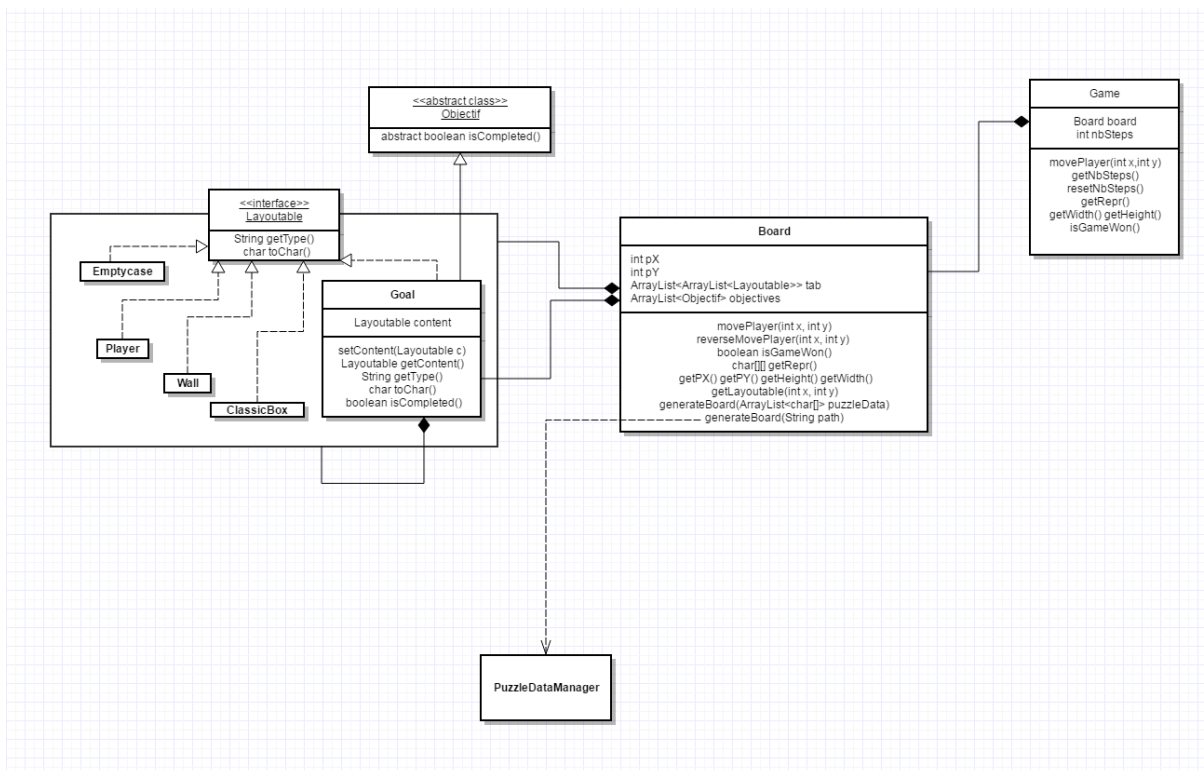 <<abstract class>>
Objectif
abstract boolean isCompleted()
Game
Board board
int nbSteps
movePlayer(int x,int y)
getNbSteps()
resetNbSteps()
getRepr()
getWidth() getHeight()
isGameWon()
<<interface>>
Layoutable
String getType()
char toChar()
Emptycase
Player
Wall
ClassicBox
Goal
Layoutable content
setContent(Layoutable c)
Layoutable getContent()
String getType()
char toChar()
boolean isCompleted()
Board
int pX
int pY
ArrayList<ArrayList<Layoutable>> tab
ArrayList<Objectif> objectives
movePlayer(int x, int y)
reverseMovePlayer(int x, int y)
boolean isGameWon()
char[][] getRepr()
getPX() getPY() getHeight() getWidth()
getLayoutable(int x, int y)
generateBoard(ArrayList<char[]> puzzleData)
generateBoard(String path)
PuzzleDataManager